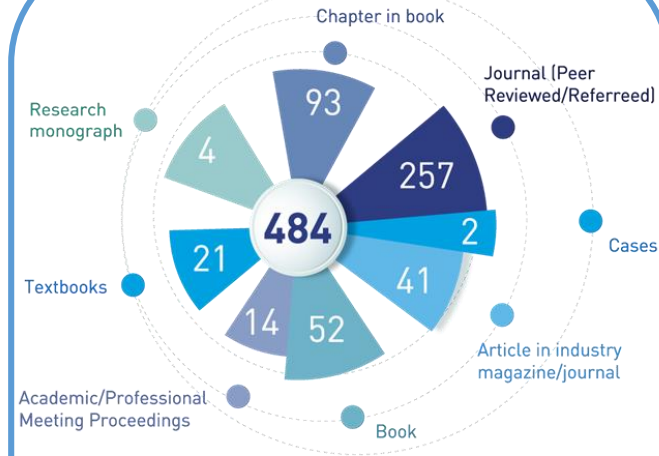 Chapter in book
93
Journal (Peer
Reviewed/Referreed)
257
Research
monograph
4
484
2
Cases
21
41
Textbooks
14
52
Article in industry
magazine/journal
Academic/Professional
Meeting Proceedings
Book